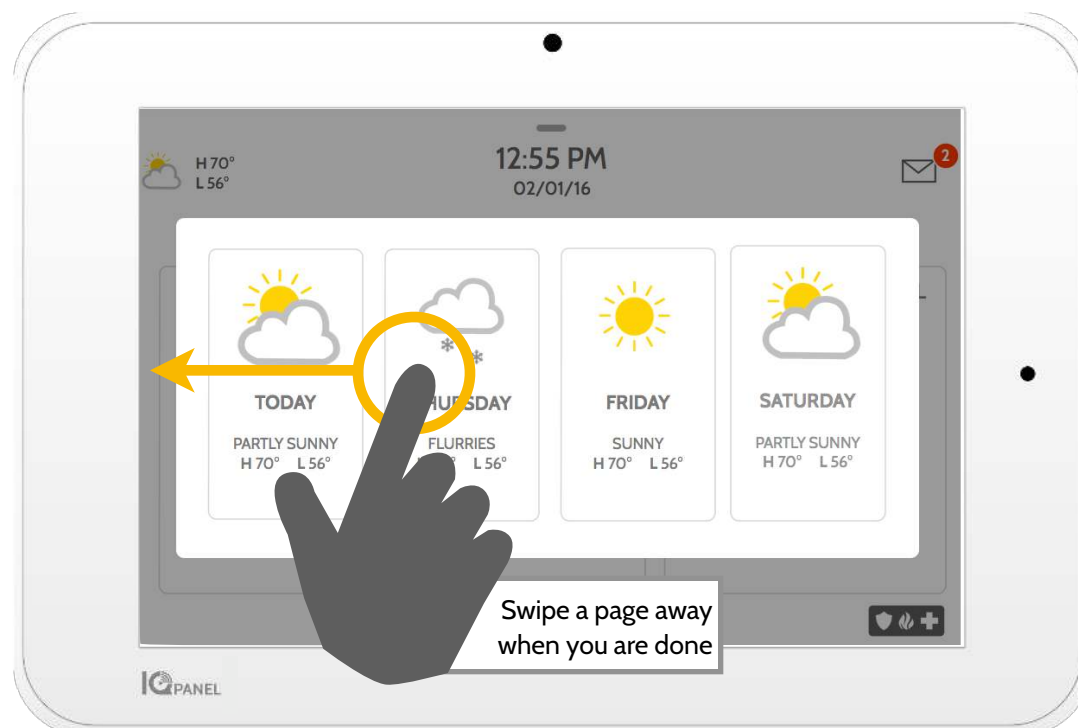 H 70°
L 56°
12:55 PM
02/01/16
2
TODAY
PARTLY SUNNY
H 70° L 56°
FLURRIES
L 56°
FRIDAY
SUNNY
H 70° L 56°
SATURDAY
PARTLY SUNNY
H 70° L 56°
Swipe a page away
when you are done
IQ PANEL